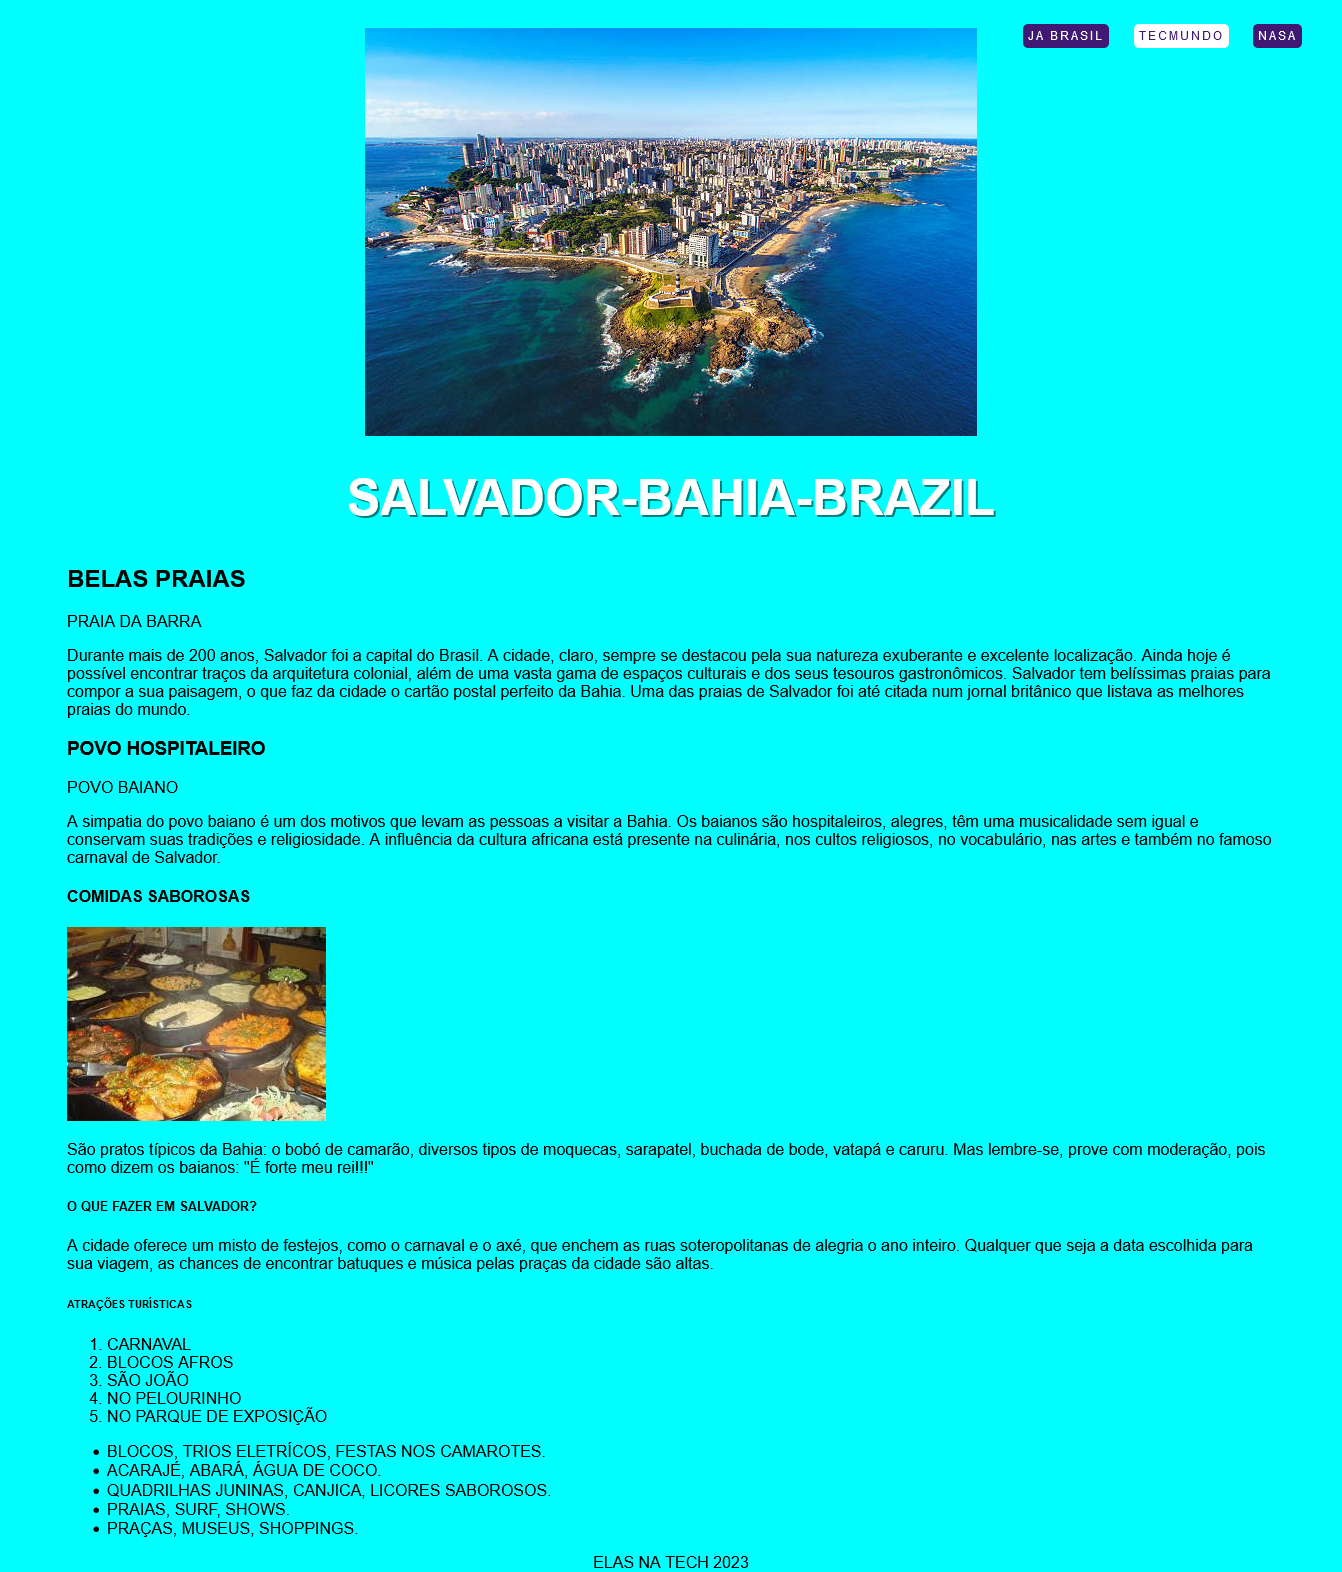 JA BRASIL TECMUNDO NASA
SALVADOR-BAHIA-BRAZIL
BELAS PRAIAS
PRAIA DA BARRA
Durante mais de 200 anos, Salvador foi a capital do Brasil. A cidade, claro, sempre se destacou pela sua natureza exuberante e excelente localização. Ainda hoje é
possível encontrar traços da arquitetura colonial, além de uma vasta gama de espaços culturais e dos seus tesouros gastronômicos. Salvador tem belíssimas praias para
compor a sua paisagem, o que faz da cidade o cartão postal perfeito da Bahia. Uma das praias de Salvador foi até citada num jornal britânico que listava as melhores
praias do mundo.
POVO HOSPITALEIRO
POVO BAIANO
A simpatia do povo baiano é um dos motivos que levam as pessoas a visitar a Bahia. Os baianos são hospitaleiros, alegres, têm uma musicalidade sem igual e
conservam suas tradições e religiosidade. A influência da cultura africana está presente na culinária, nos cultos religiosos, no vocabulário, nas artes e também no famoso
carnaval de Salvador.
COMIDAS SABOROSAS
São pratos típicos da Bahia: o bobó de camarão, diversos tipos de moquecas, sarapatel, buchada de bode, vatapá e caruru. Mas lembre-se, prove com moderação, pois
como dizem os baianos: "É forte meu rei!!!"
O QUE FAZER EM SALVADOR?
A cidade oferece um misto de festejos, como o carnaval e o axé, que enchem as ruas soteropolitanas de alegria o ano inteiro. Qualquer que seja a data escolhida para
sua viagem, as chances de encontrar batuques e música pelas praças da cidade são altas.
ATRAÇÕES TURÍSTICAS
1. CARNAVAL
2. BLOCOS AFROS
3. SÃO JOÃO
4. NO PELOURINHO
5. NO PARQUE DE EXPOSIÇÃO
• BLOCOS, TRIOS ELETRÍCOS, FESTAS NOS CAMAROTES.
• ACARAJÉ, ABARÁ, ÁGUA DE COCO.
• QUADRILHAS JUNINAS, CANJICA, LICORES SABOROSOS.
• PRAIAS, SURF, SHOWS.
• PRAÇAS, MUSEUS, SHOPPINGS.
ELAS NA TECH 2023